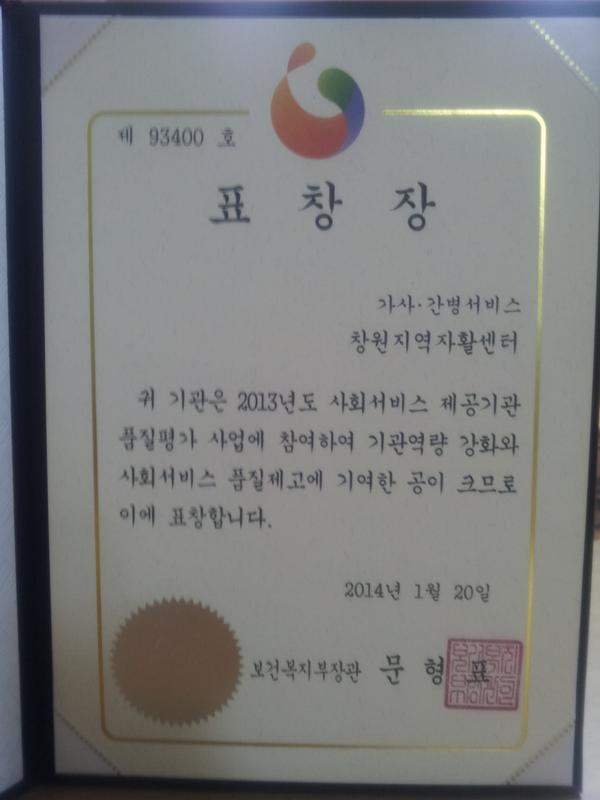 제 93400 호
표 창 장
가사·간병서비스
창원지역자활센터
귀 기관은 2013년도 사회서비스 제공기관
품질평가 사업에 참여하여 기관역량 강화와
사회서비스 품질제고에 기여한 공이 크므로
이에 표창합니다.
2014년 1월 20일
보건복지부장관 문 형 표